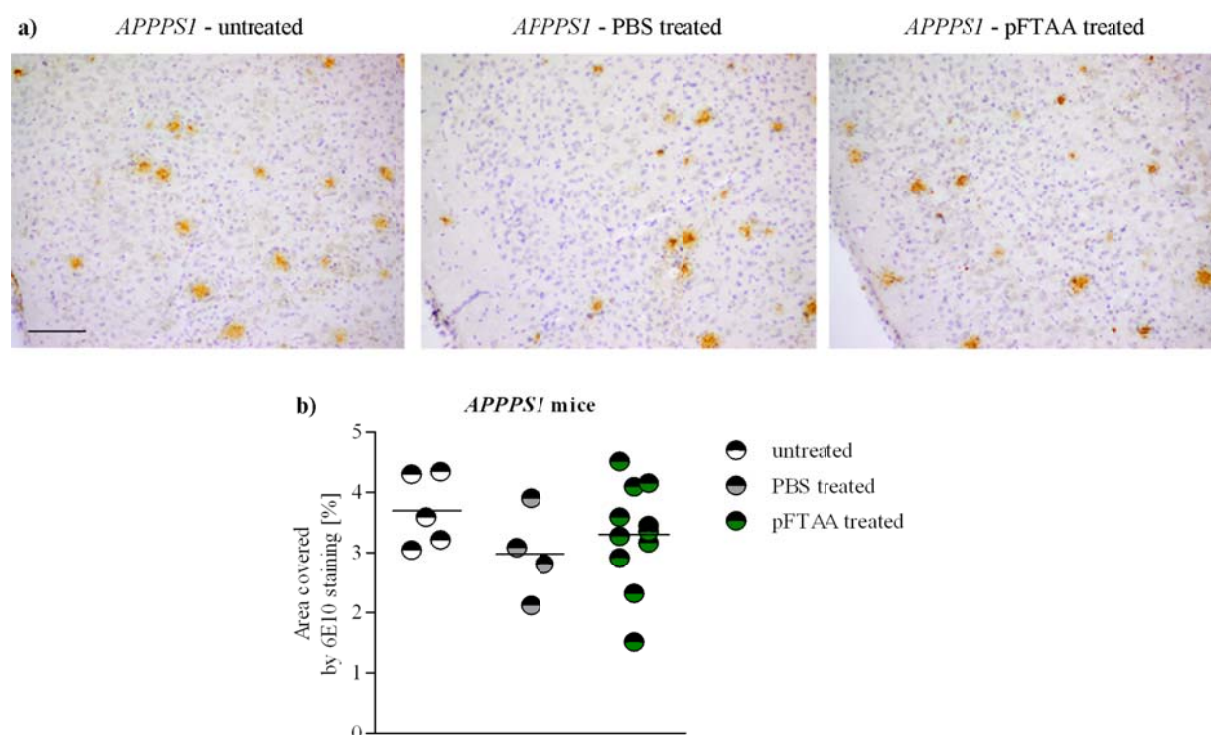 a) APPPS1 - untreated APPPS1 - PBS treated APPPS1 - pFTAA treated
b) APPPS1 mice
5
4
3
2
1
0
Area covered
by 6E10 staining [%]
untreated
PBS treated
pFTAA treated